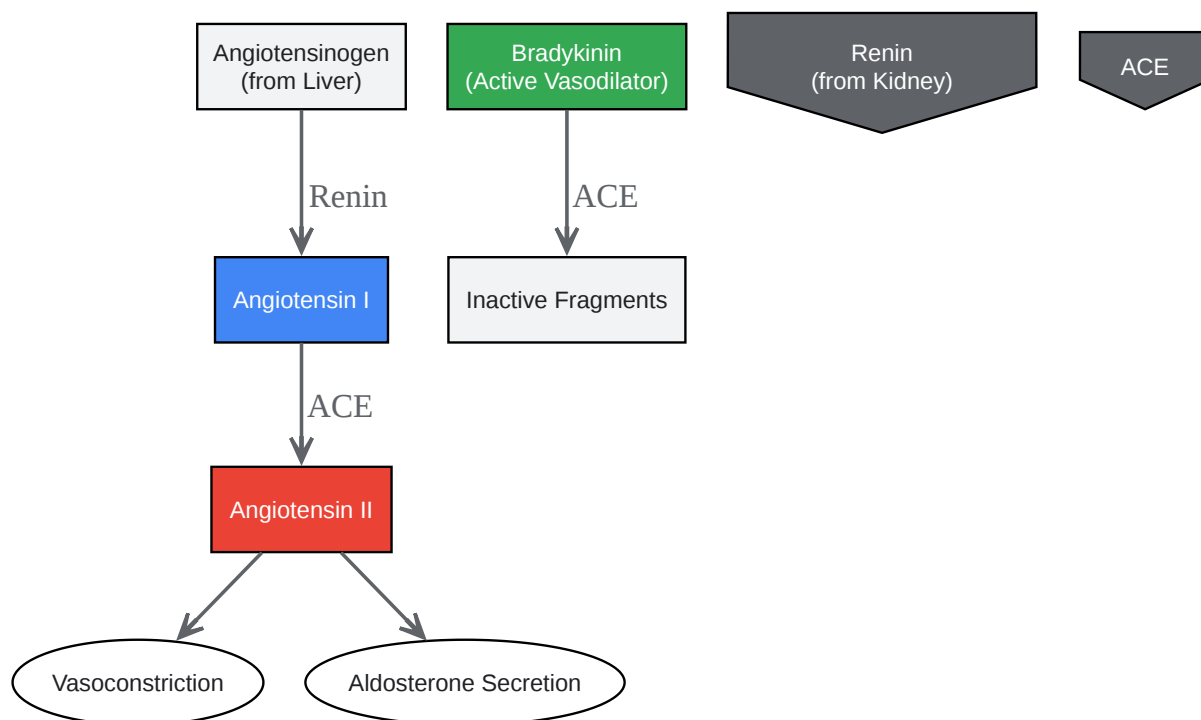 Angiotensinogen
(from Liver)
Bradykinin
(Active Vasodilator)
Renin
(from Kidney)
ACE
Renin
ACE
Angiotensin I
Inactive Fragments
ACE
Angiotensin II
Vasoconstriction
Aldosterone Secretion